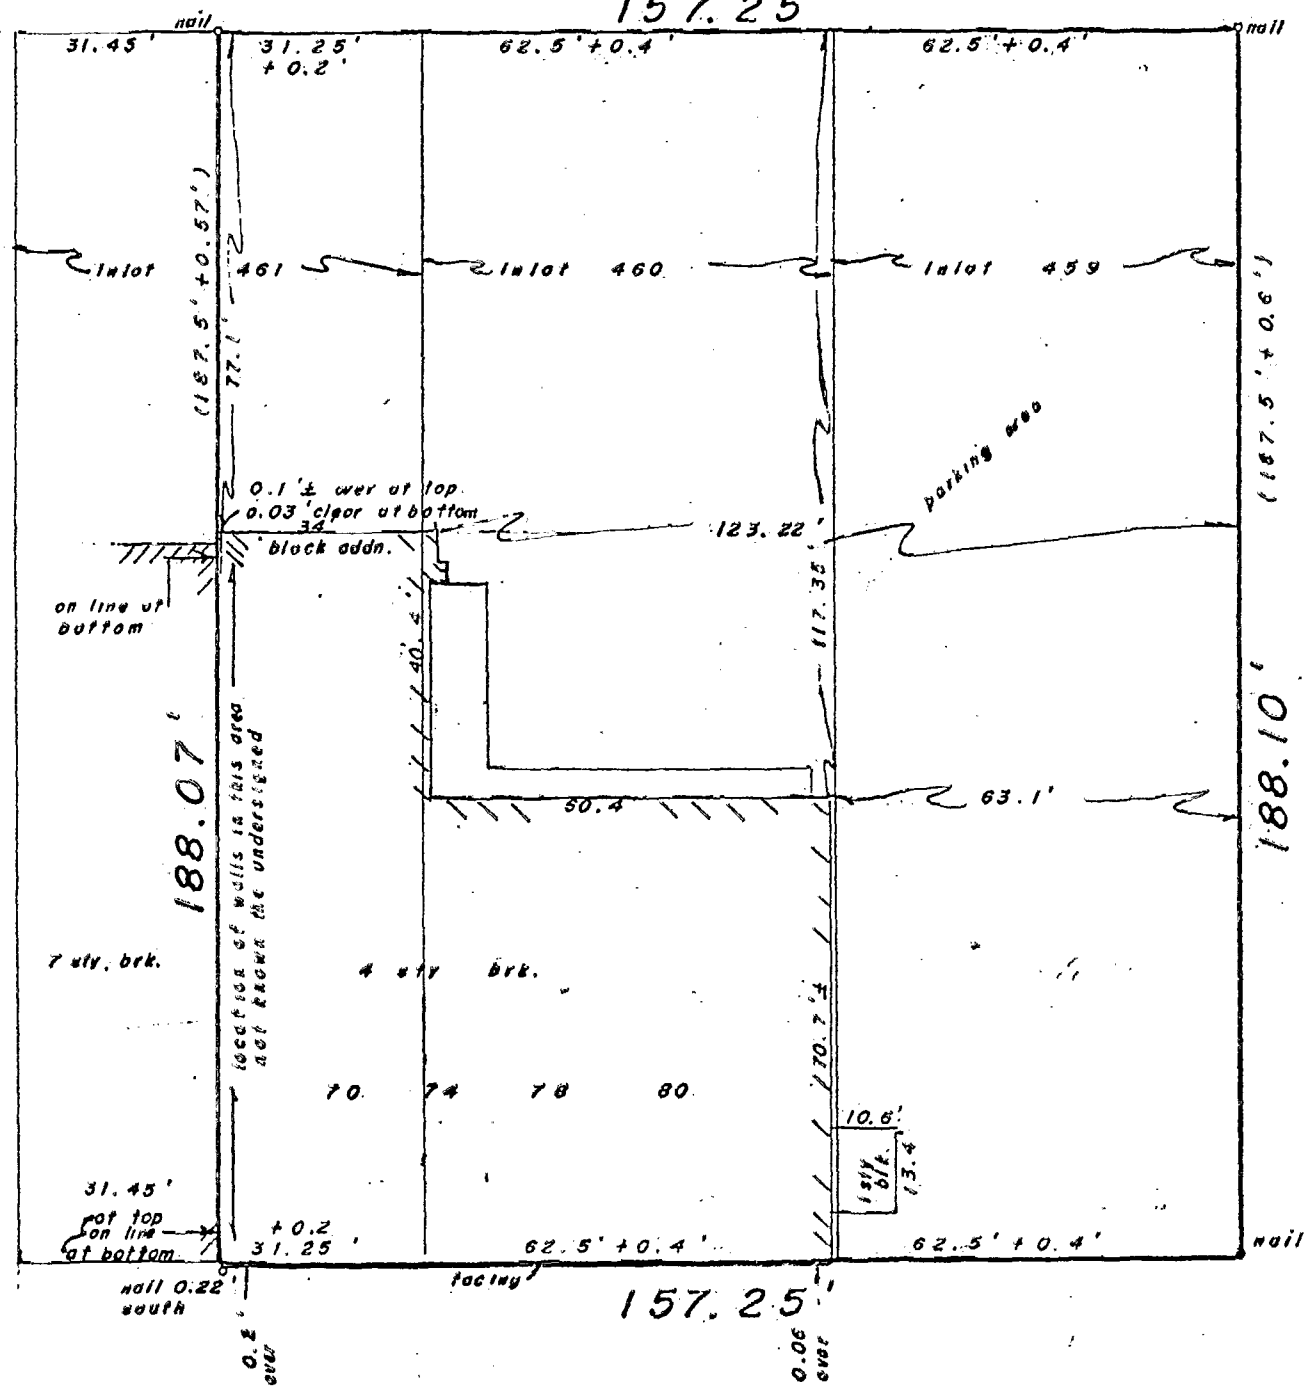 157.25
nail
nail
31.45'
31.25'
+ 0.2'
62.5'+0.4'
62.5'+0.4'
(187.5'+0.57')
77.1'
Inlot 461
Inlot 460
Inlot 459
(187.5'+0.6')
parking area
0.1'± over at top
0.03' clear at bottom
34'
block addn.
123.22'
117.35'
on line at
bottom
40.4'
188.07'
location of walls in this area
not known the undersigned
188.10'
60.4
63.1'
7 sty. brk.
4 sty brk.
70.7'±
70 74 78 80
10.6'
1 sty
blk.
13.4
31.45'
at top
on line
at bottom
+ 0.2
31.25'
62.5'+0.4'
62.5'+0.4'
nail
nail 0.22'
south
facing
157.25'
0.2'
over
0.06
over